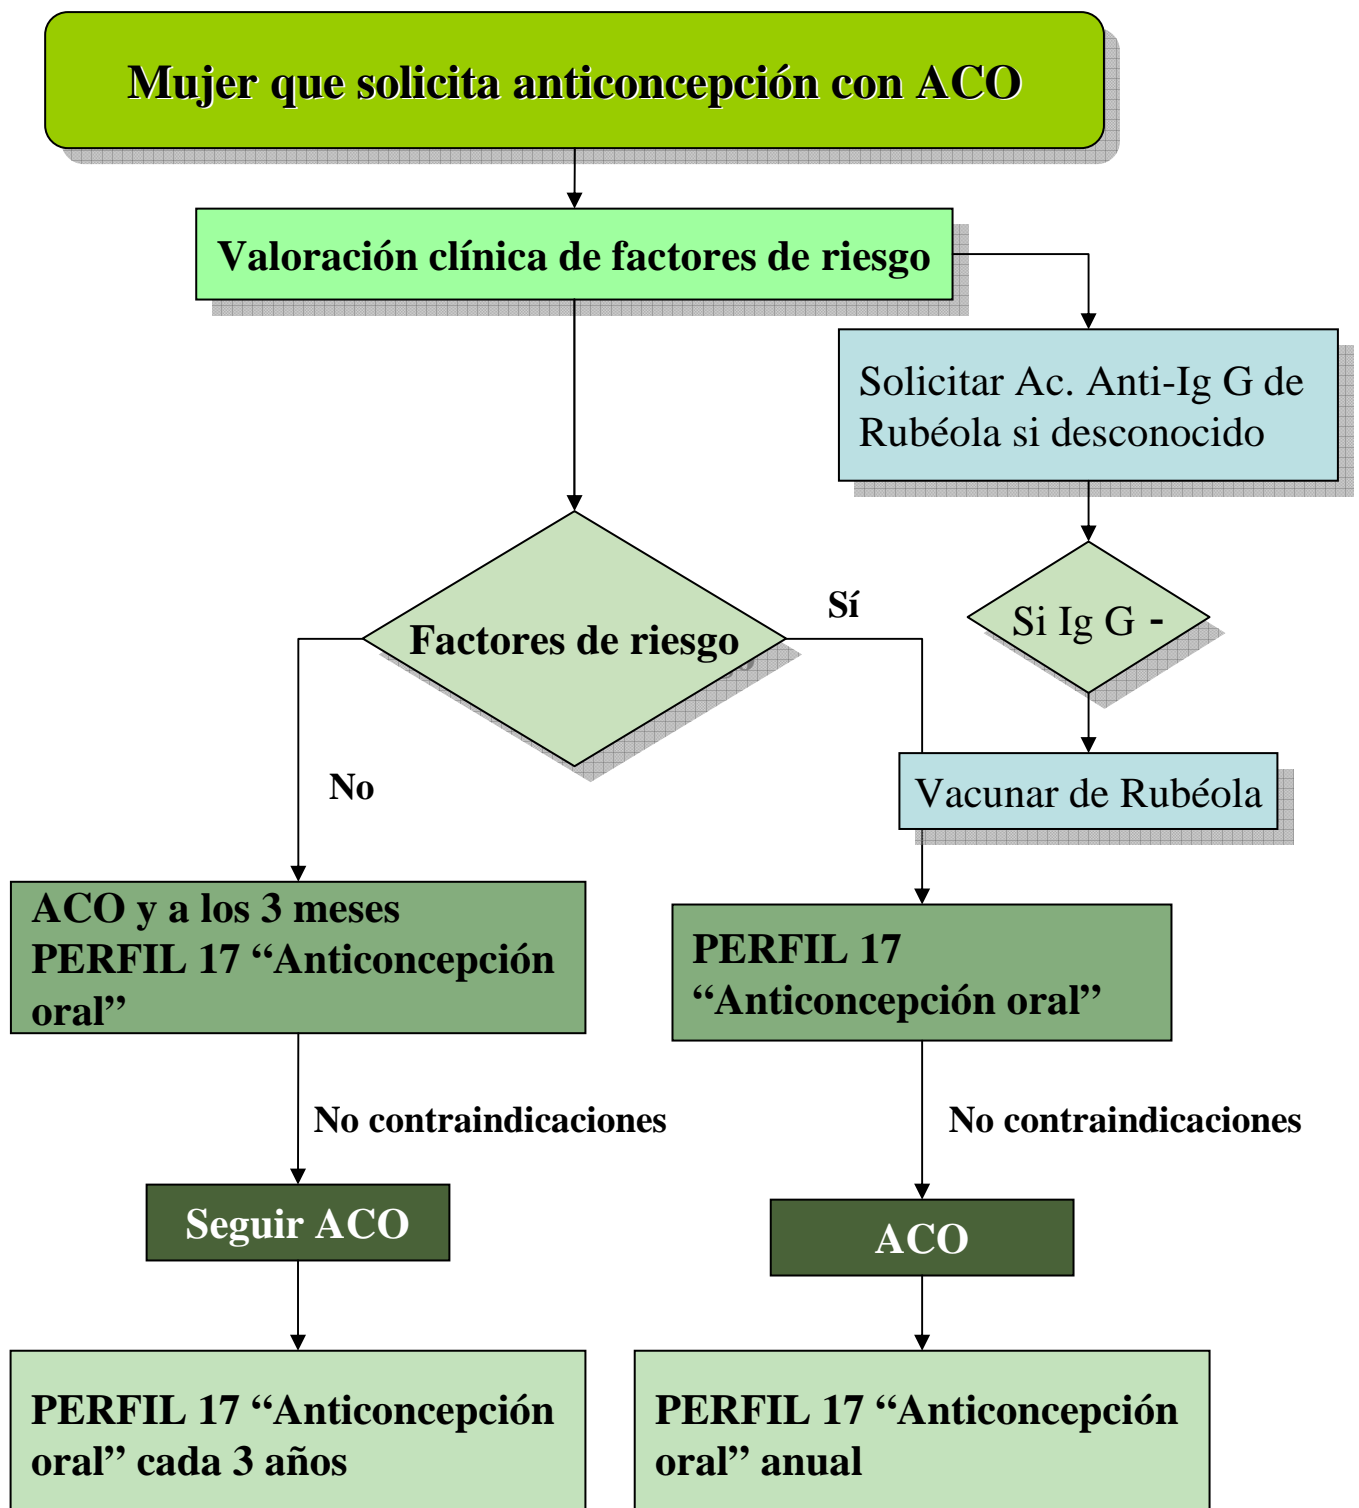 Mujer que solicita anticoncepción con ACO
Valoración clínica de factores de riesgo
Solicitar Ac. Anti-Ig G de
Rubéola si desconocido
Si Ig G -
Vacunar de Rubéola
Factores de riesgo
Sí
No
ACO y a los 3 meses
PERFIL 17 “Anticoncepción
oral”
PERFIL 17
“Anticoncepción oral”
No contraindicaciones
No contraindicaciones
Seguir ACO
ACO
PERFIL 17 “Anticoncepción
oral” cada 3 años
PERFIL 17 “Anticoncepción
oral” anual